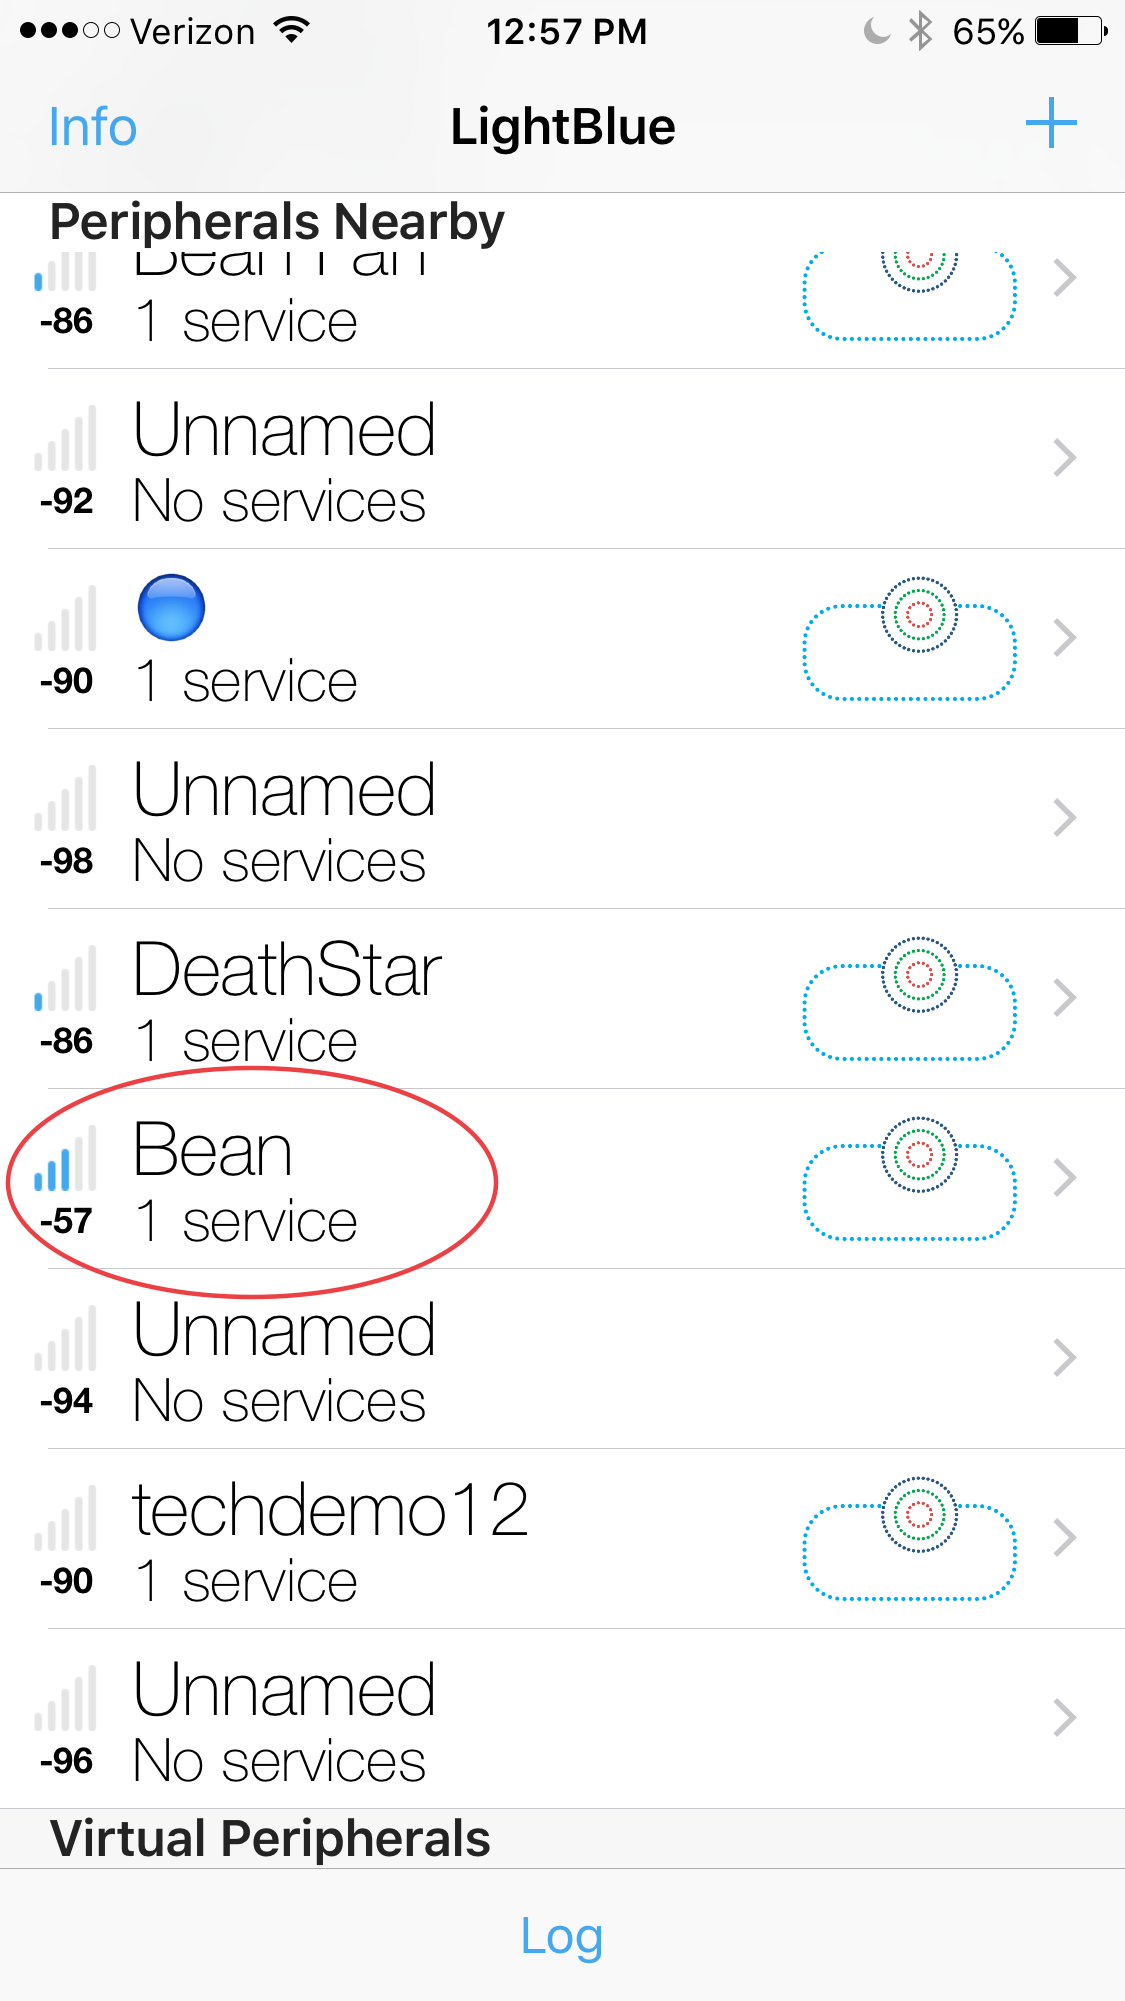 Verizon 12:57 PM 65%
Info LightBlue
Peripherals Nearby
-86 1 service
Unnamed
-92 No services
-90 1 service
Unnamed
-98 No services
DeathStar
-86 1 service
Bean
-57 1 service
Unnamed
-94 No services
techdemo12
-90 1 service
Unnamed
-96 No services
Virtual Peripherals
Log